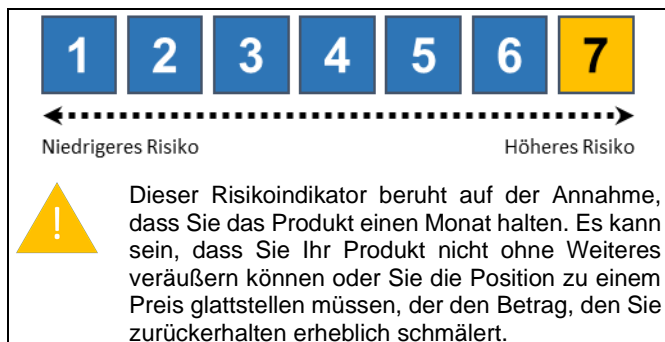 1 2 3 4 5 6 7
Niedrigeres Risiko Höheres Risiko
!
Dieser Risikoindikator beruht auf der Annahme,
dass Sie das Produkt einen Monat halten. Es kann
sein, dass Sie Ihr Produkt nicht ohne Weiteres
veräußern können oder Sie die Position zu einem
Preis glattstellen müssen, der den Betrag, den Sie
zurückerhalten erheblich schmälert.